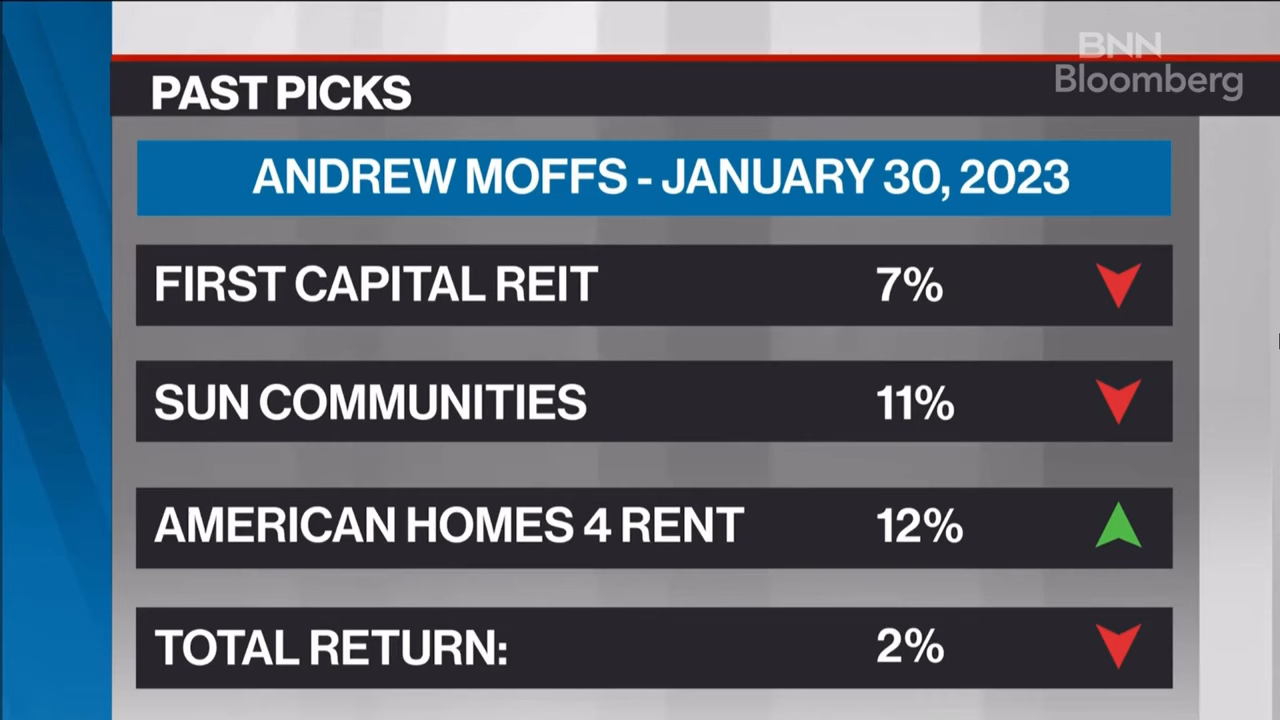 BNN
Bloomberg
PAST PICKS
ANDREW MOFFS - JANUARY 30, 2023
FIRST CAPITAL REIT 7%
SUN COMMUNITIES 11%
AMERICAN HOMES 4 RENT 12%
TOTAL RETURN: 2%